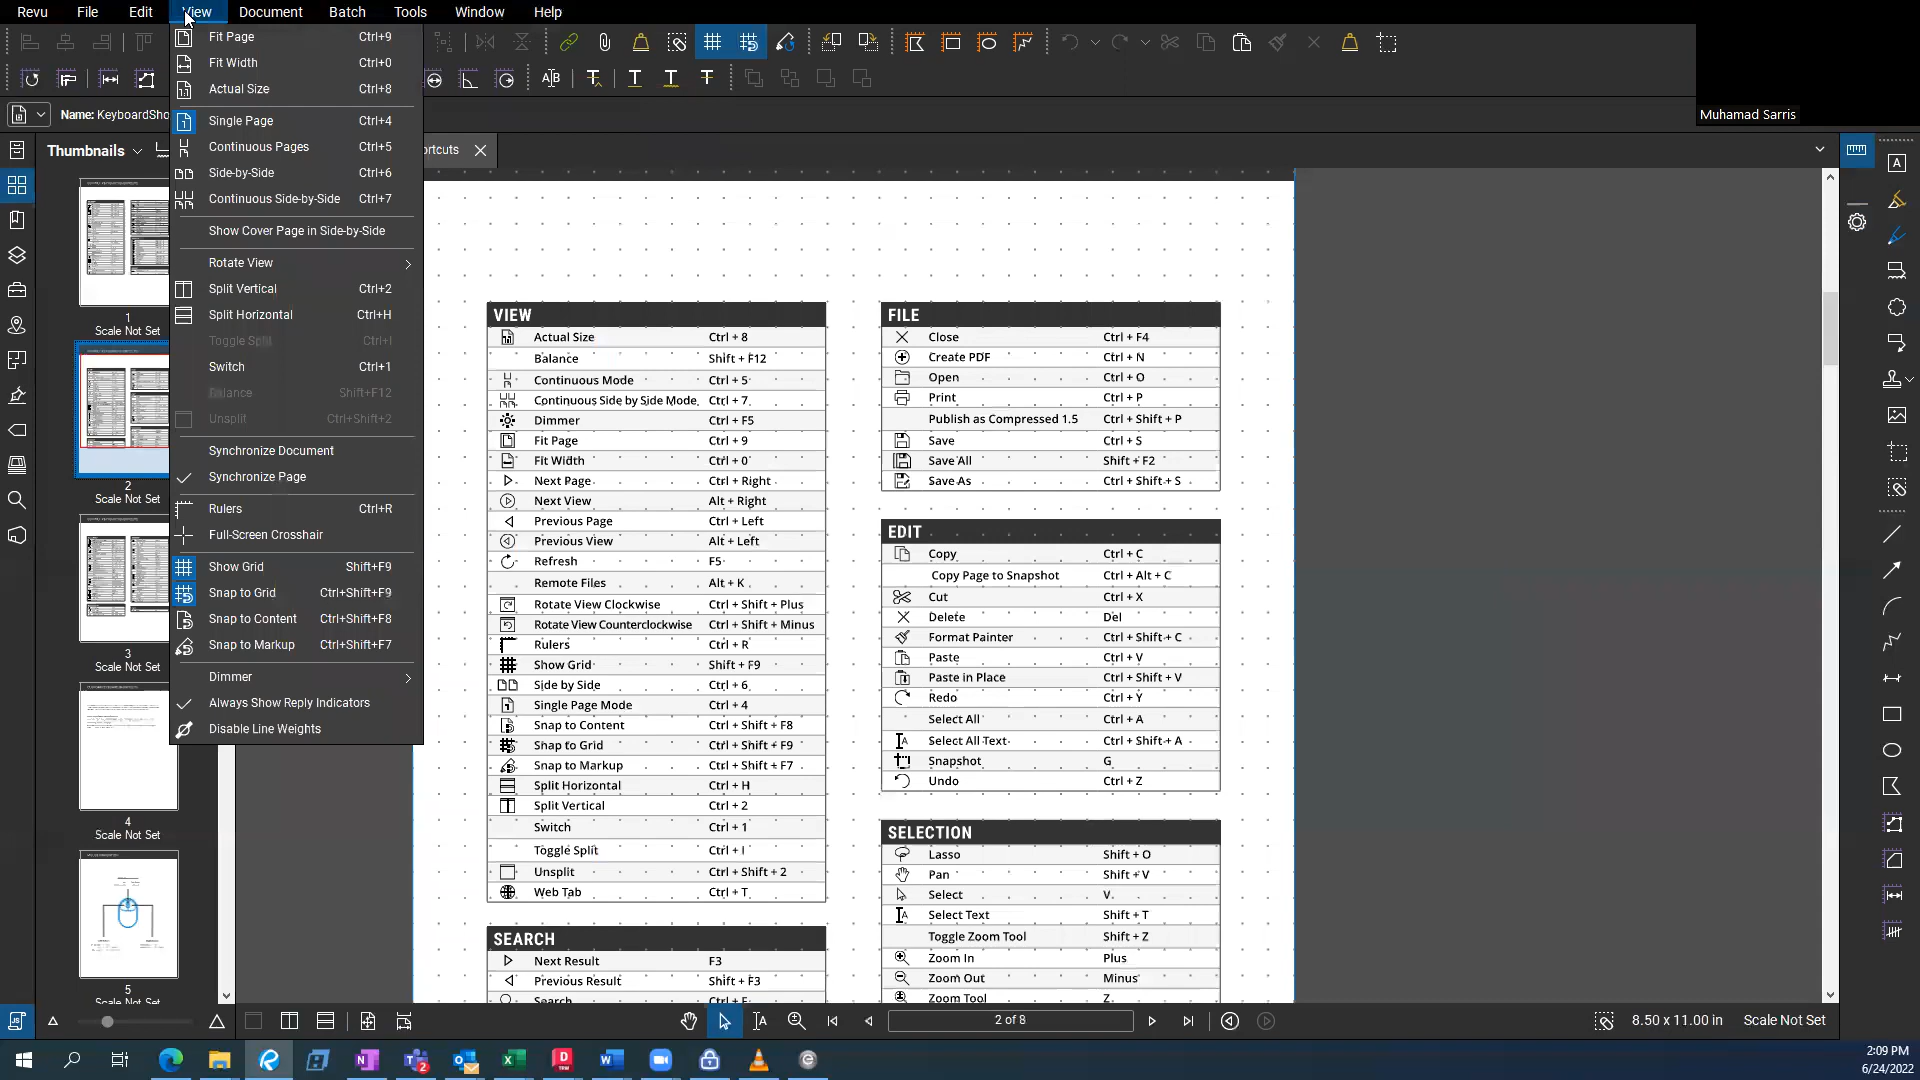 Revu File Edit View Document Batch Tools Window Help
Muhamad Sarris
Name: KeyboardSho
Thumbnails
ortcuts
1
Scale Not Set
2
Scale Not Set
3
Scale Not Set
4
Scale Not Set
5
Scale Not Set
Fit Page Ctrl+9
Fit Width Ctrl+0
Actual Size Ctrl+8
Single Page Ctrl+4
Continuous Pages Ctrl+5
Side-by-Side Ctrl+6
Continuous Side-by-Side Ctrl+7
Show Cover Page in Side-by-Side
Rotate View
Split Vertical Ctrl+2
Split Horizontal Ctrl+H
Toggle Split Ctrl+I
Switch Ctrl+1
Balance Shift+F12
Unsplit Ctrl+Shift+2
Synchronize Document
Synchronize Page
Rulers Ctrl+R
Full-Screen Crosshair
Show Grid Shift+F9
Snap to Grid Ctrl+Shift+F9
Snap to Content Ctrl+Shift+F8
Snap to Markup Ctrl+Shift+F7
Dimmer
Always Show Reply Indicators
Disable Line Weights
VIEW
Actual Size Ctrl + 8
Balance Shift + F12
Continuous Mode Ctrl + 5
Continuous Side by Side Mode Ctrl + 7
Dimmer Ctrl + F5
Fit Page Ctrl + 9
Fit Width Ctrl + 0
Next Page Ctrl + Right
Next View Alt + Right
Previous Page Ctrl + Left
Previous View Alt + Left
Refresh F5
Remote Files Alt + K
Rotate View Clockwise Ctrl + Shift + Plus
Rotate View Counterclockwise Ctrl + Shift + Minus
Rulers Ctrl + R
Show Grid Shift + F9
Side by Side Ctrl + 6
Single Page Mode Ctrl + 4
Snap to Content Ctrl + Shift + F8
Snap to Grid Ctrl + Shift + F9
Snap to Markup Ctrl + Shift + F7
Split Horizontal Ctrl + H
Split Vertical Ctrl + 2
Switch Ctrl + 1
Toggle Split Ctrl + I
Unsplit Ctrl + Shift + 2
Web Tab Ctrl + T
SEARCH
Next Result F3
Previous Result Shift + F3
Search Ctrl + F
FILE
Close Ctrl + F4
Create PDF Ctrl + N
Open Ctrl + O
Print Ctrl + P
Publish as Compressed 1.5 Ctrl + Shift + P
Save Ctrl + S
Save All Shift + F2
Save As Ctrl + Shift + S
EDIT
Copy Ctrl + C
Copy Page to Snapshot Ctrl + Alt + C
Cut Ctrl + X
Delete Del
Format Painter Ctrl + Shift + C
Paste Ctrl + V
Paste in Place Ctrl + Shift + V
Redo Ctrl + Y
Select All Ctrl + A
Select All Text Ctrl + Shift + A
Snapshot G
Undo Ctrl + Z
SELECTION
Lasso Shift + O
Pan Shift + V
Select V
Select Text Shift + T
Toggle Zoom Tool Shift + Z
Zoom In Plus
Zoom Out Minus
Zoom Tool Z
2 of 8
8.50 x 11.00 in Scale Not Set
2:09 PM
6/24/2022